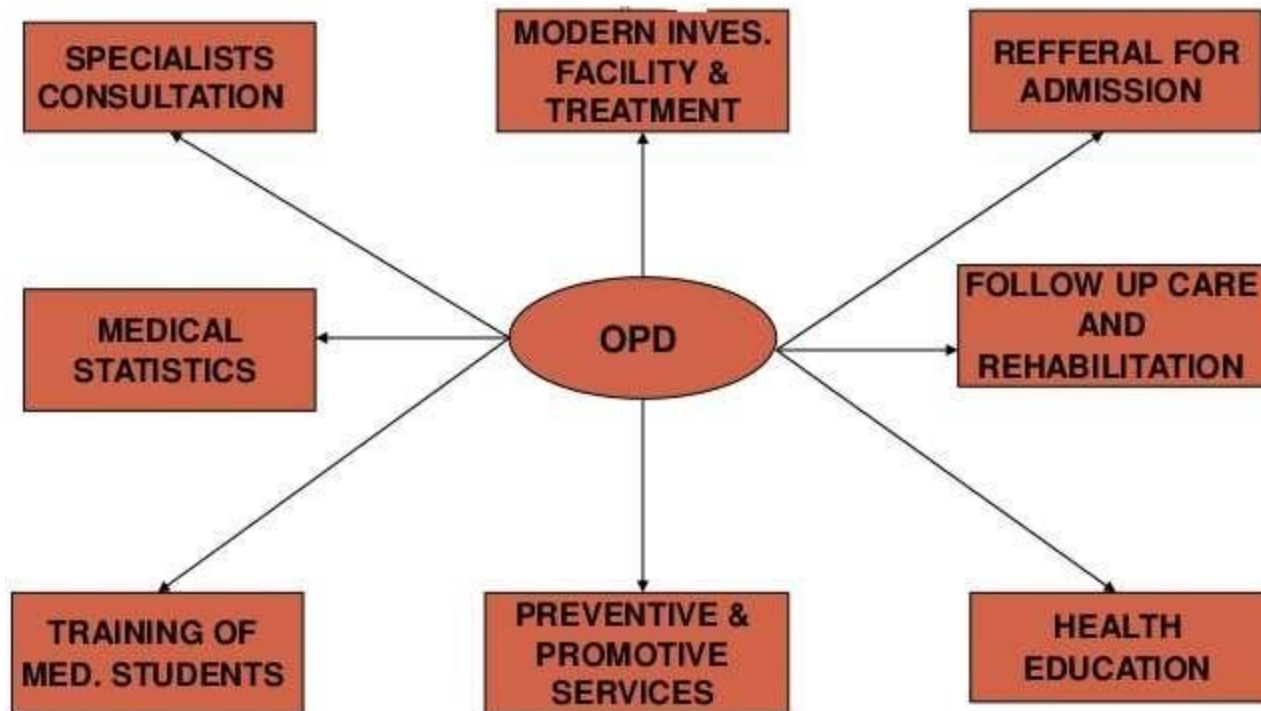 SPECIALISTS
CONSULTATION
MODERN INVES.
FACILITY &
TREATMENT
REFFERAL FOR
ADMISSION
MEDICAL
STATISTICS
OPD
FOLLOW UP CARE
AND
REHABILITATION
TRAINING OF
MED. STUDENTS
PREVENTIVE &
PROMOTIVE
SERVICES
HEALTH
EDUCATION